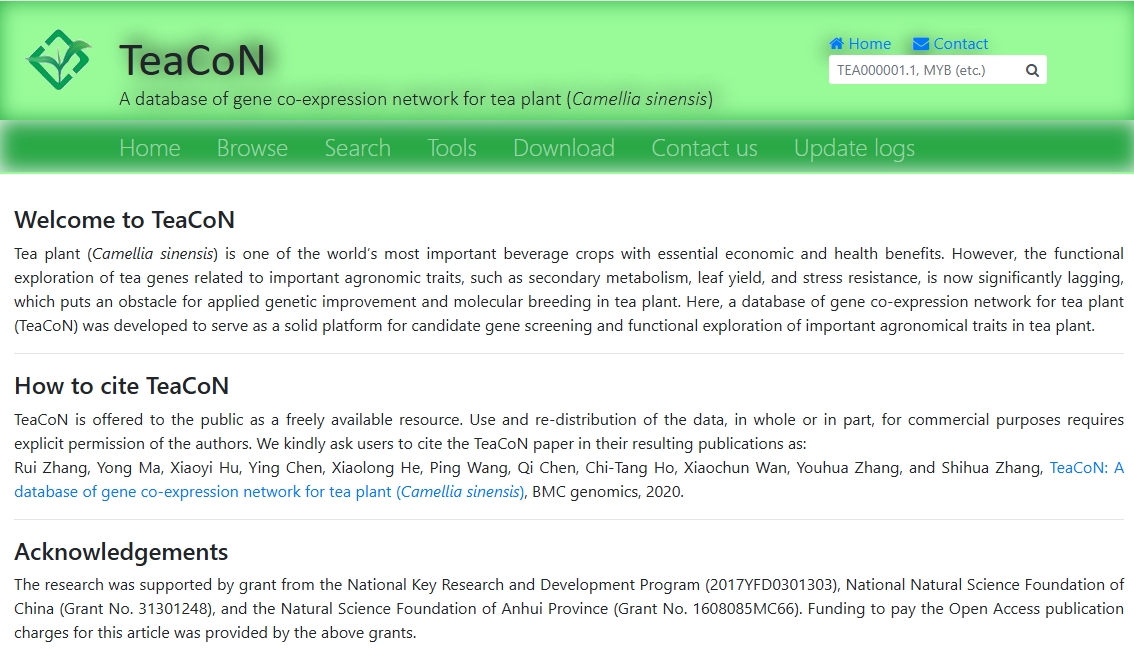 TeaCoN
Home Contact
TEA000001.1, MYB (etc.)
A database of gene co-expression network for tea plant (Camellia sinensis)
Home Browse Search Tools Download Contact us Update logs
Welcome to TeaCoN
Tea plant (Camellia sinensis) is one of the world’s most important beverage crops with essential economic and health benefits. However, the functional
exploration of tea genes related to important agronomic traits, such as secondary metabolism, leaf yield, and stress resistance, is now significantly lagging,
which puts an obstacle for applied genetic improvement and molecular breeding in tea plant. Here, a database of gene co-expression network for tea plant
(TeaCoN) was developed to serve as a solid platform for candidate gene screening and functional exploration of important agronomical traits in tea plant.
How to cite TeaCoN
TeaCoN is offered to the public as a freely available resource. Use and re-distribution of the data, in whole or in part, for commercial purposes requires
explicit permission of the authors. We kindly ask users to cite the TeaCoN paper in their resulting publications as:
Rui Zhang, Yong Ma, Xiaoyi Hu, Ying Chen, Xiaolong He, Ping Wang, Qi Chen, Chi-Tang Ho, Xiaochun Wan, Youhua Zhang, and Shihua Zhang, TeaCoN: A
database of gene co-expression network for tea plant (Camellia sinensis), BMC genomics, 2020.
Acknowledgements
The research was supported by grant from the National Key Research and Development Program (2017YFD0301303), National Natural Science Foundation of
China (Grant No. 31301248), and the Natural Science Foundation of Anhui Province (Grant No. 1608085MC66). Funding to pay the Open Access publication
charges for this article was provided by the above grants.